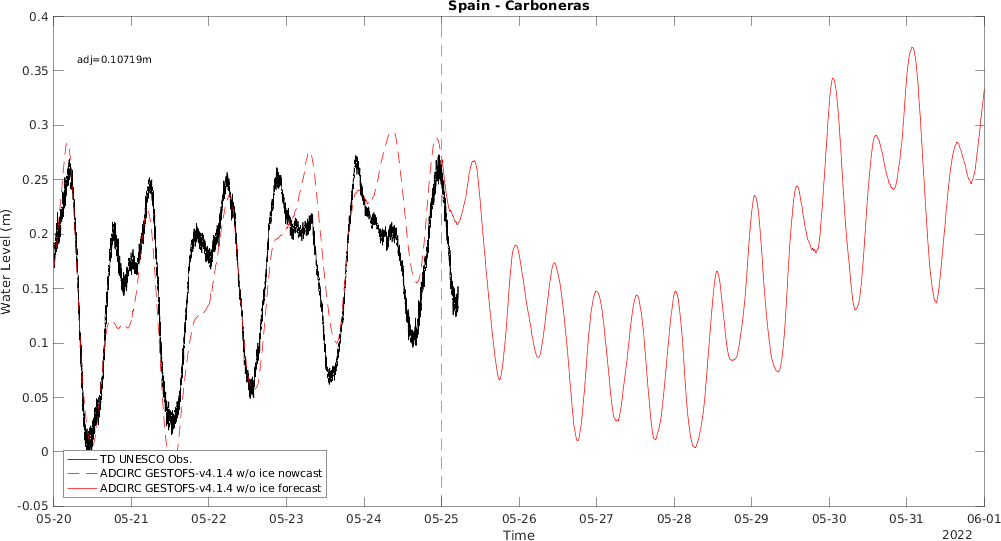 Spain - Carboneras
0.4
adj=0.10719m
0.35
0.3
0.25
0.2
0.15
0.1
0.05
0
-0.05
Water Level (m)
TD UNESCO Obs.
ADCIRC GESTOFS-v4.1.4 w/o ice nowcast
ADCIRC GESTOFS-v4.1.4 w/o ice forecast
05-20 05-21 05-22 05-23 05-24 05-25 05-26 05-27 05-28 05-29 05-30 05-31 06-01
Time
2022